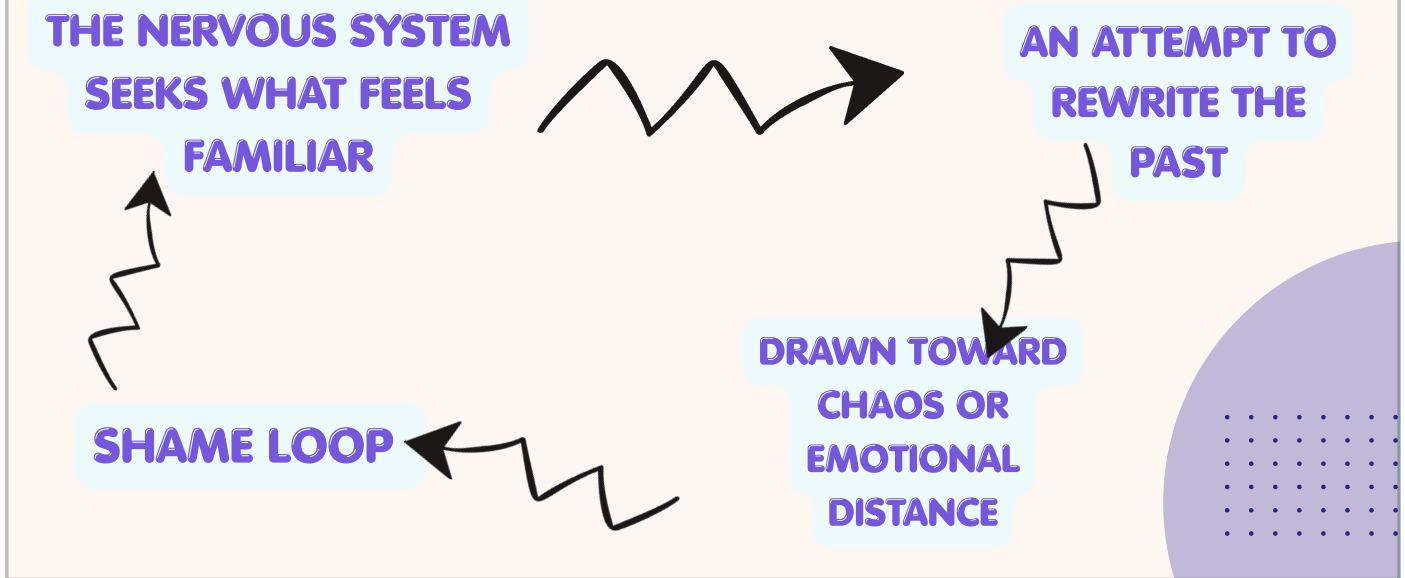 THE NERVOUS SYSTEM
SEEKS WHAT FEELS
FAMILIAR
AN ATTEMPT TO
REWRITE THE
PAST
DRAWN TOWARD
CHAOS OR
EMOTIONAL
DISTANCE
SHAME LOOP